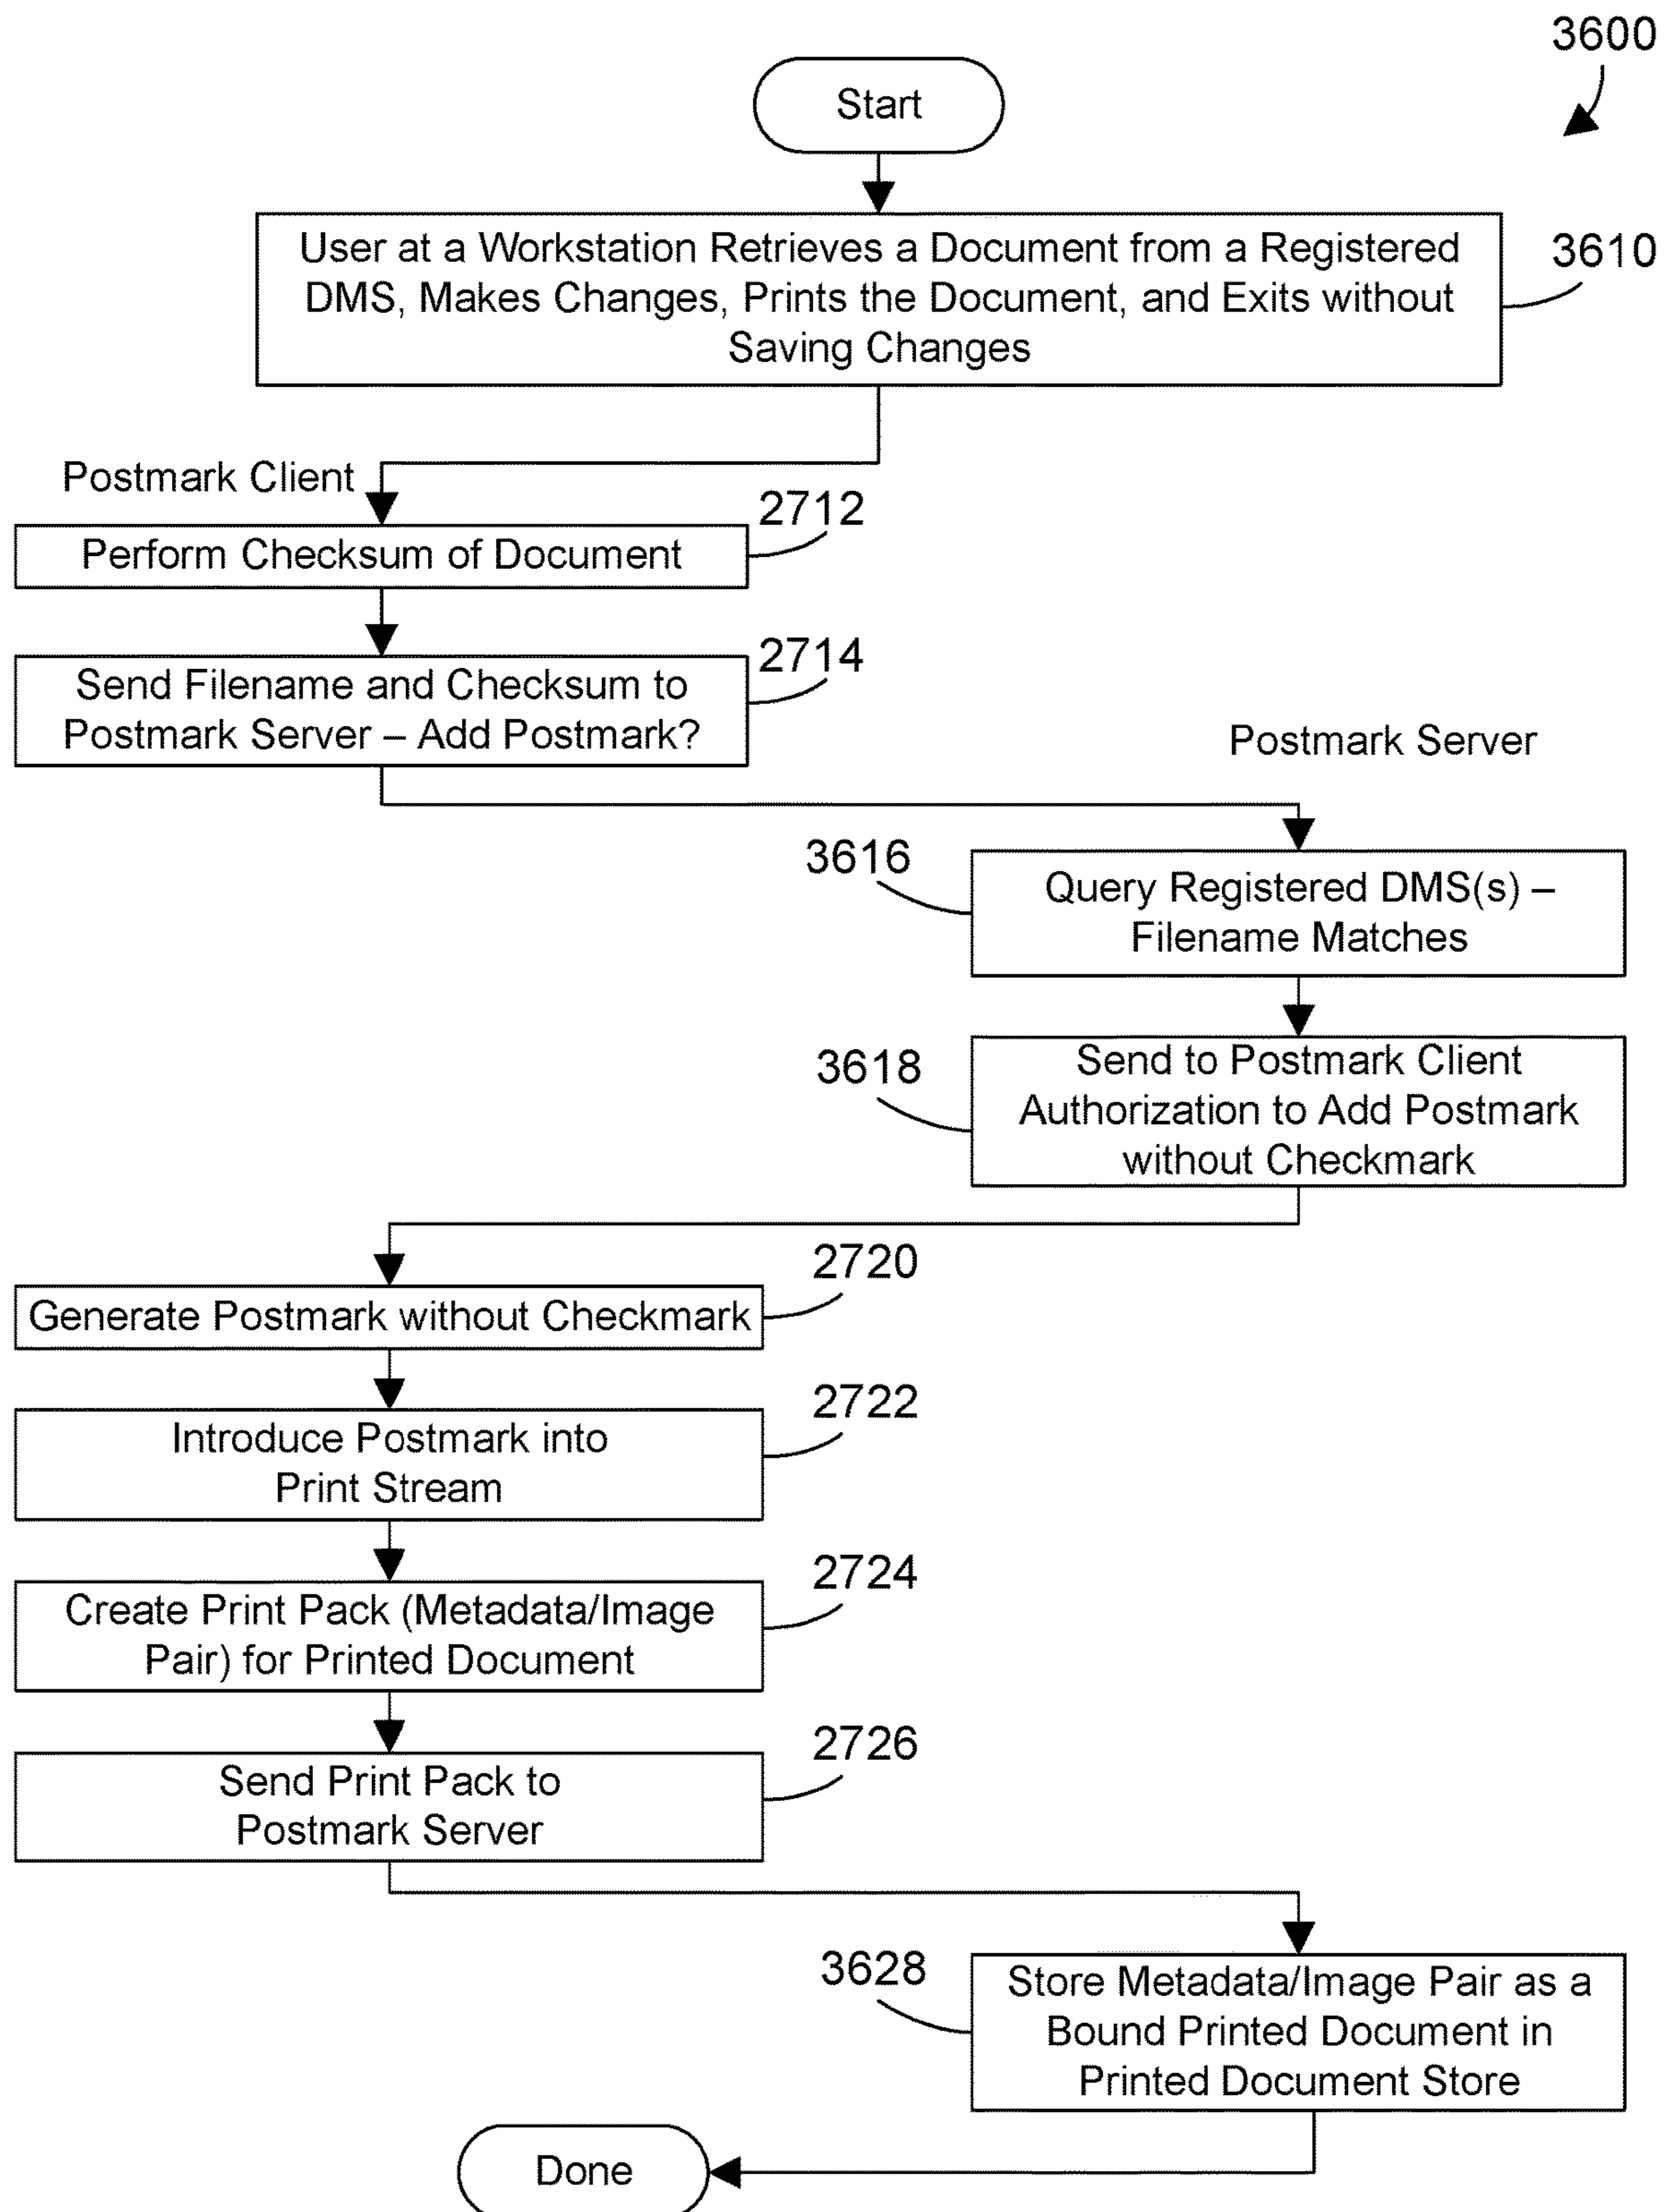 3600
Start
User at a Workstation Retrieves a Document from a Registered
DMS, Makes Changes, Prints the Document, and Exits without
Saving Changes
3610
Postmark Client
2712
Perform Checksum of Document
2714
Send Filename and Checksum to
Postmark Server – Add Postmark?
Postmark Server
3616
Query Registered DMS(s) –
Filename Matches
3618
Send to Postmark Client
Authorization to Add Postmark
without Checkmark
2720
Generate Postmark without Checkmark
2722
Introduce Postmark into
Print Stream
2724
Create Print Pack (Metadata/Image
Pair) for Printed Document
2726
Send Print Pack to
Postmark Server
3628
Store Metadata/Image Pair as a
Bound Printed Document in
Printed Document Store
Done